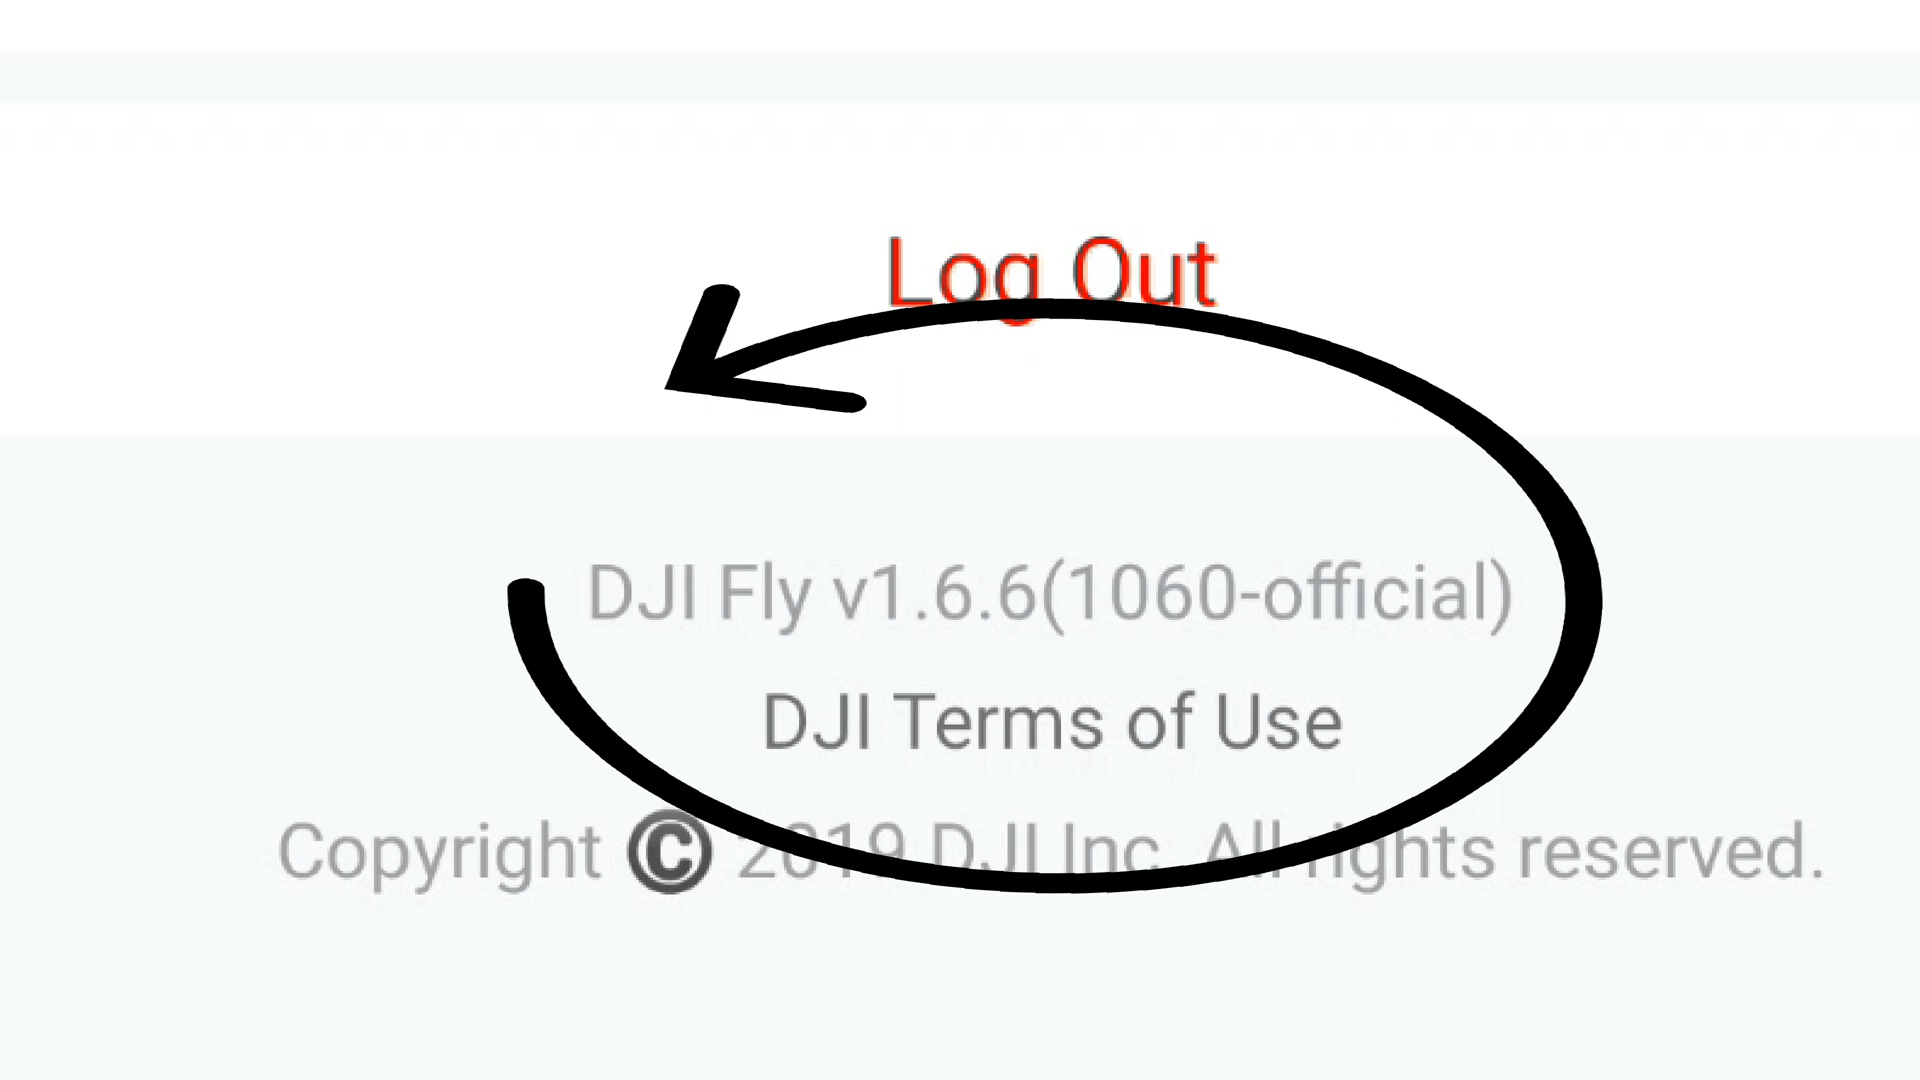 Log Out
DJI Fly v1.6.6(1060-official)
DJI Terms of Use
Copyright © 2019 DJI Inc. All rights reserved.